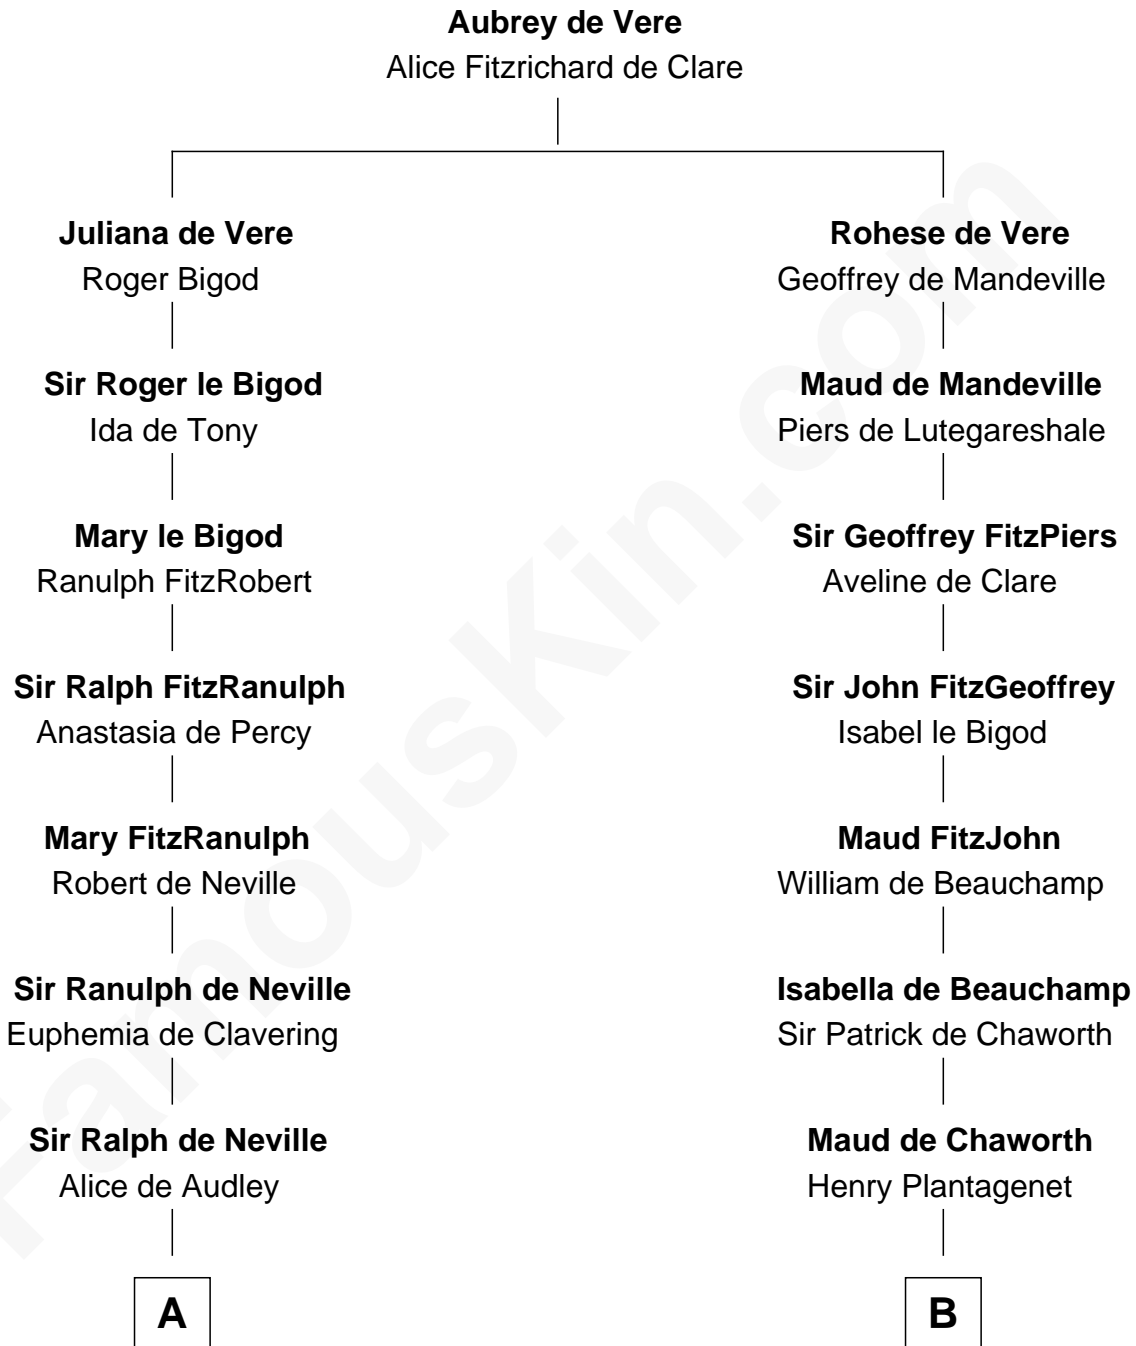 Aubrey de Vere
Alice Fitzrichard de Clare
Juliana de Vere
Roger Bigod
Rohese de Vere
Geoffrey de Mandeville
Sir Roger le Bigod
Ida de Tony
Maud de Mandeville
Piers de Lutegareshale
Mary le Bigod
Ranulph FitzRobert
Sir Geoffrey FitzPiers
Aveline de Clare
Sir Ralph FitzRanulph
Anastasia de Percy
Sir John FitzGeoffrey
Isabel le Bigod
Mary FitzRanulph
Robert de Neville
Maud FitzJohn
William de Beauchamp
Sir Ranulph de Neville
Euphemia de Clavering
Isabella de Beauchamp
Sir Patrick de Chaworth
Sir Ralph de Neville
Alice de Audley
Maud de Chaworth
Henry Plantagenet
A
B
FamousKin.com